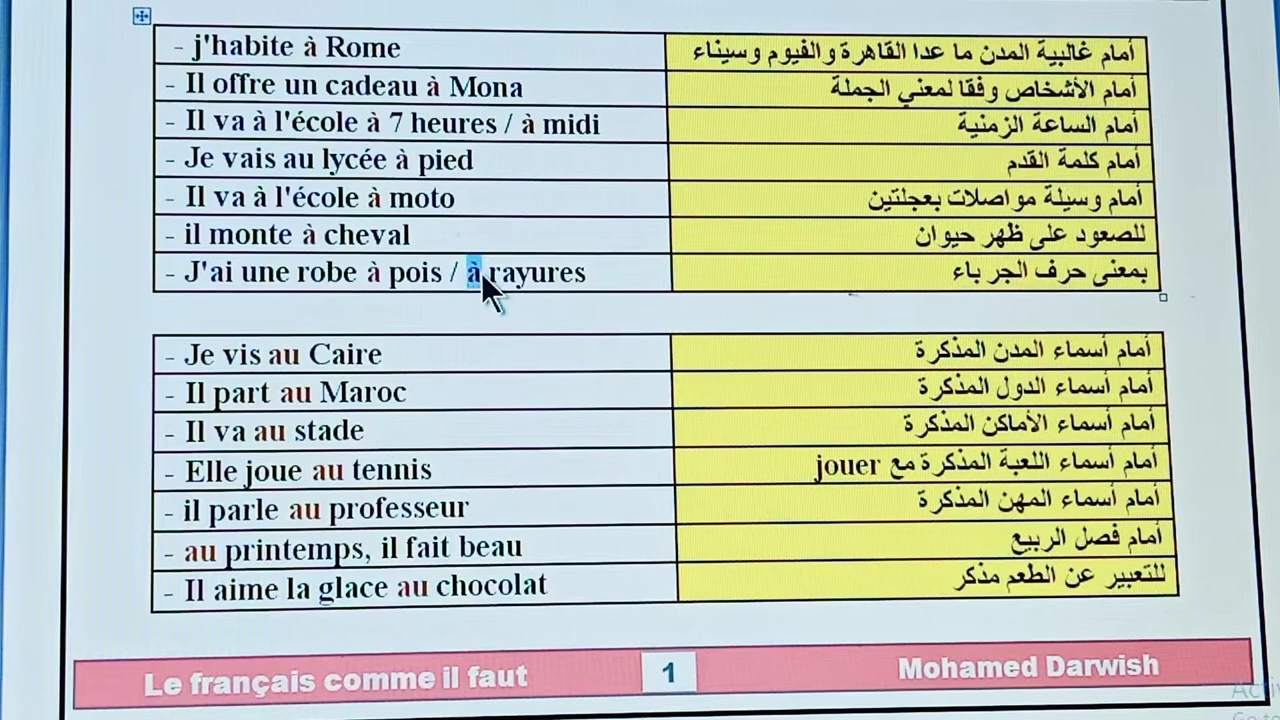 - j'habite à Rome
أمام غالبية المدن ما عدا القاهرة والفيوم وسيناء
- Il offre un cadeau à Mona
أمام الأشخاص وفقا لمعني الجملة
- Il va à l'école à 7 heures / à midi
أمام الساعة الزمنية
- Je vais au lycée à pied
أمام كلمة القدم
- Il va à l'école à moto
أمام وسيلة مواصلات بعجلتين
- il monte à cheval
للصعود على ظهر حيوان
- J'ai une robe à pois / à rayures
بمعنى حرف الجر باء
- Je vis au Caire
أمام أسماء المدن المذكرة
- Il part au Maroc
أمام أسماء الدول المذكرة
- Il va au stade
أمام أسماء الأماكن المذكرة
- Elle joue au tennis
أمام أسماء اللعبة المذكرة مع jouer
- il parle au professeur
أمام أسماء المهن المذكرة
- au printemps, il fait beau
أمام فصل الربيع
- Il aime la glace au chocolat
للتعبير عن الطعم مذكر
Le français comme il faut
1
Mohamed Darwish